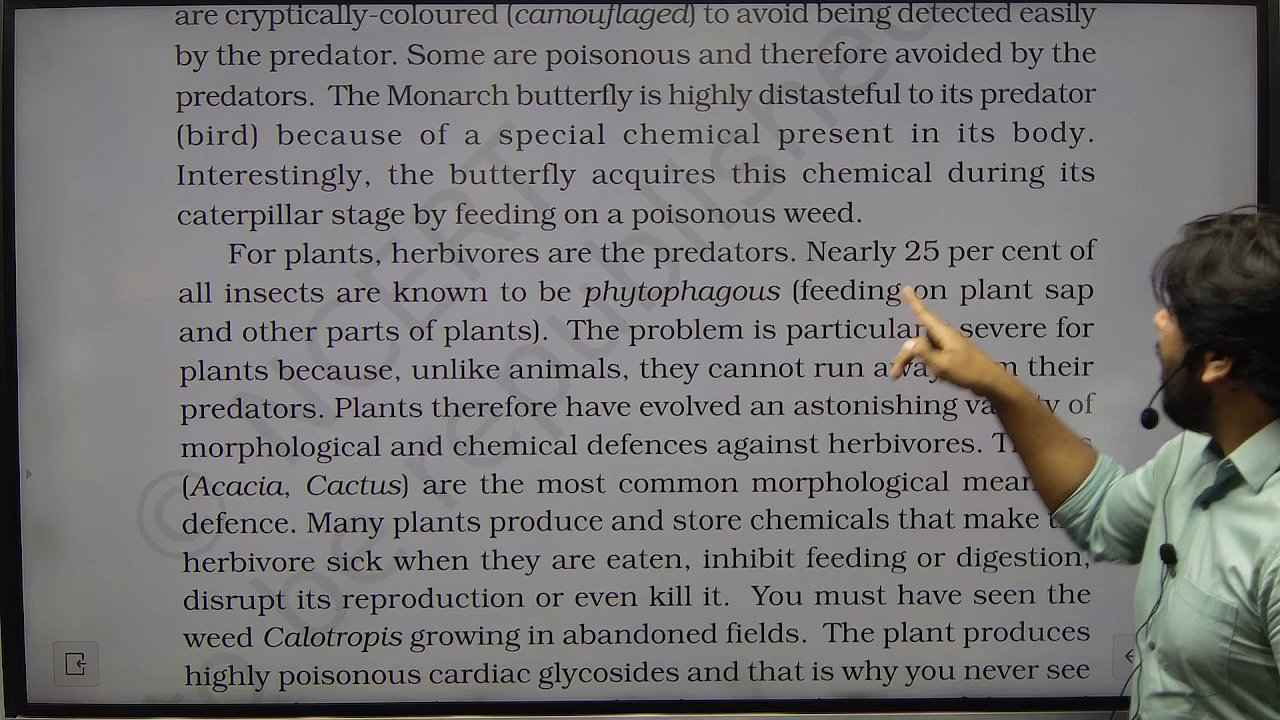 are cryptically-coloured (camouflaged) to avoid being detected easily
by the predator. Some are poisonous and therefore avoided by the
predators. The Monarch butterfly is highly distasteful to its predator
(bird) because of a special chemical present in its body.
Interestingly, the butterfly acquires this chemical during its
caterpillar stage by feeding on a poisonous weed.
For plants, herbivores are the predators. Nearly 25 per cent of
all insects are known to be phytophagous (feeding on plant sap
and other parts of plants). The problem is particular severe for
plants because, unlike animals, they cannot run away their
predators. Plants therefore have evolved an astonishing of
morphological and chemical defences against herbivores.
(Acacia, Cactus) are the most common morphological
defence. Many plants produce and store chemicals that make
herbivore sick when they are eaten, inhibit feeding or digestion,
disrupt its reproduction or even kill it. You must have seen the
weed Calotropis growing in abandoned fields. The plant produces
highly poisonous cardiac glycosides and that is why you never see
© NCERT
be republished